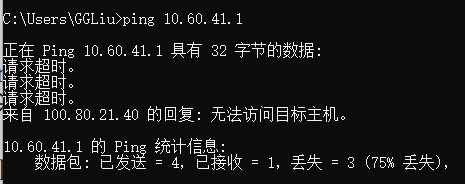 C:\Users\GGLiu>ping 10.60.41.1
正在 Ping 10.60.41.1 具有 32 字节的数据:
请求超时。
请求超时。
请求超时。
来自 100.80.21.40 的回复: 无法访问目标主机。
10.60.41.1 的 Ping 统计信息:
数据包: 已发送 = 4，已接收 = 1，丢失 = 3 (75% 丢失)，